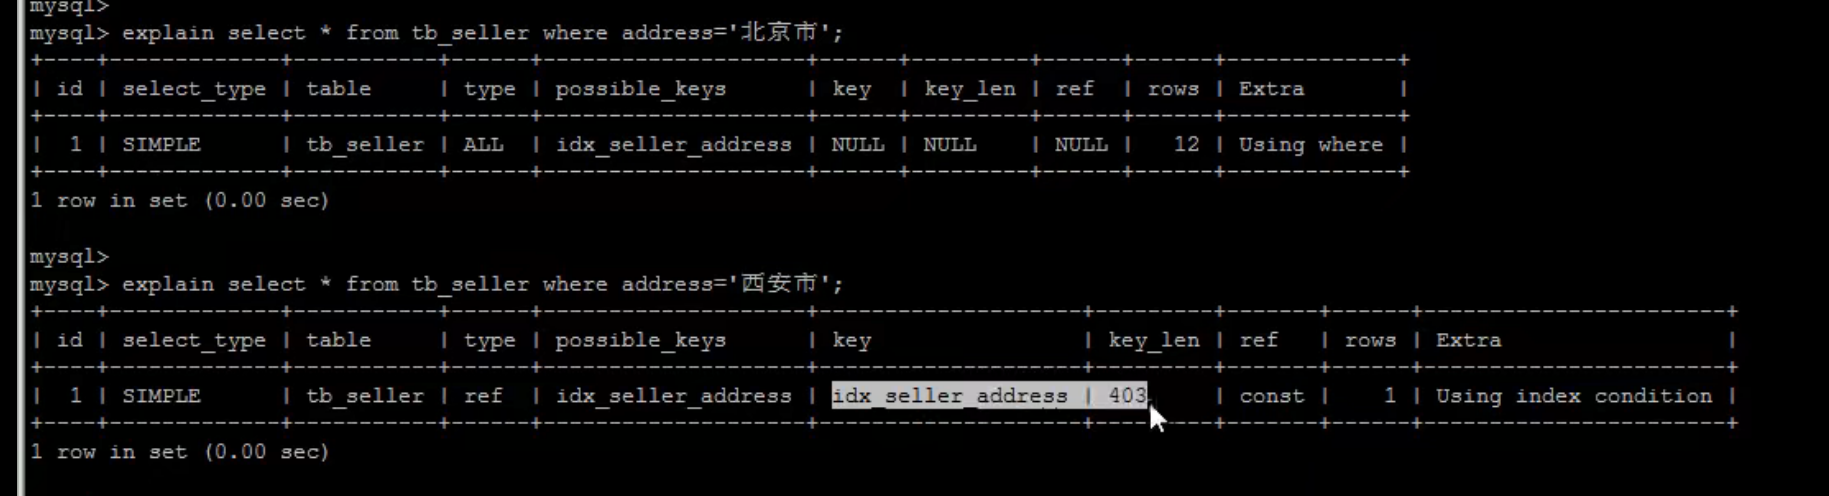 mysql>
mysql> explain select * from tb_seller where address='北京市';
+----+-------------+-----------+------+--------------------+------+---------+------+------+-------------+
| id | select_type | table     | type | possible_keys      | key  | key_len | ref  | rows | Extra       |
+----+-------------+-----------+------+--------------------+------+---------+------+------+-------------+
|  1 | SIMPLE      | tb_seller | ALL  | idx_seller_address | NULL | NULL    | NULL |   12 | Using where |
+----+-------------+-----------+------+--------------------+------+---------+------+------+-------------+
1 row in set (0.00 sec)
mysql>
mysql> explain select * from tb_seller where address='西安市';
+----+-------------+-----------+------+--------------------+--------------------+---------+-------+------+-----------------------+
| id | select_type | table     | type | possible_keys      | key                | key_len | ref   | rows | Extra                 |
+----+-------------+-----------+------+--------------------+--------------------+---------+-------+------+-----------------------+
|  1 | SIMPLE      | tb_seller | ref  | idx_seller_address | idx_seller_address | 403     | const |    1 | Using index condition |
+----+-------------+-----------+------+--------------------+--------------------+---------+-------+------+-----------------------+
1 row in set (0.00 sec)